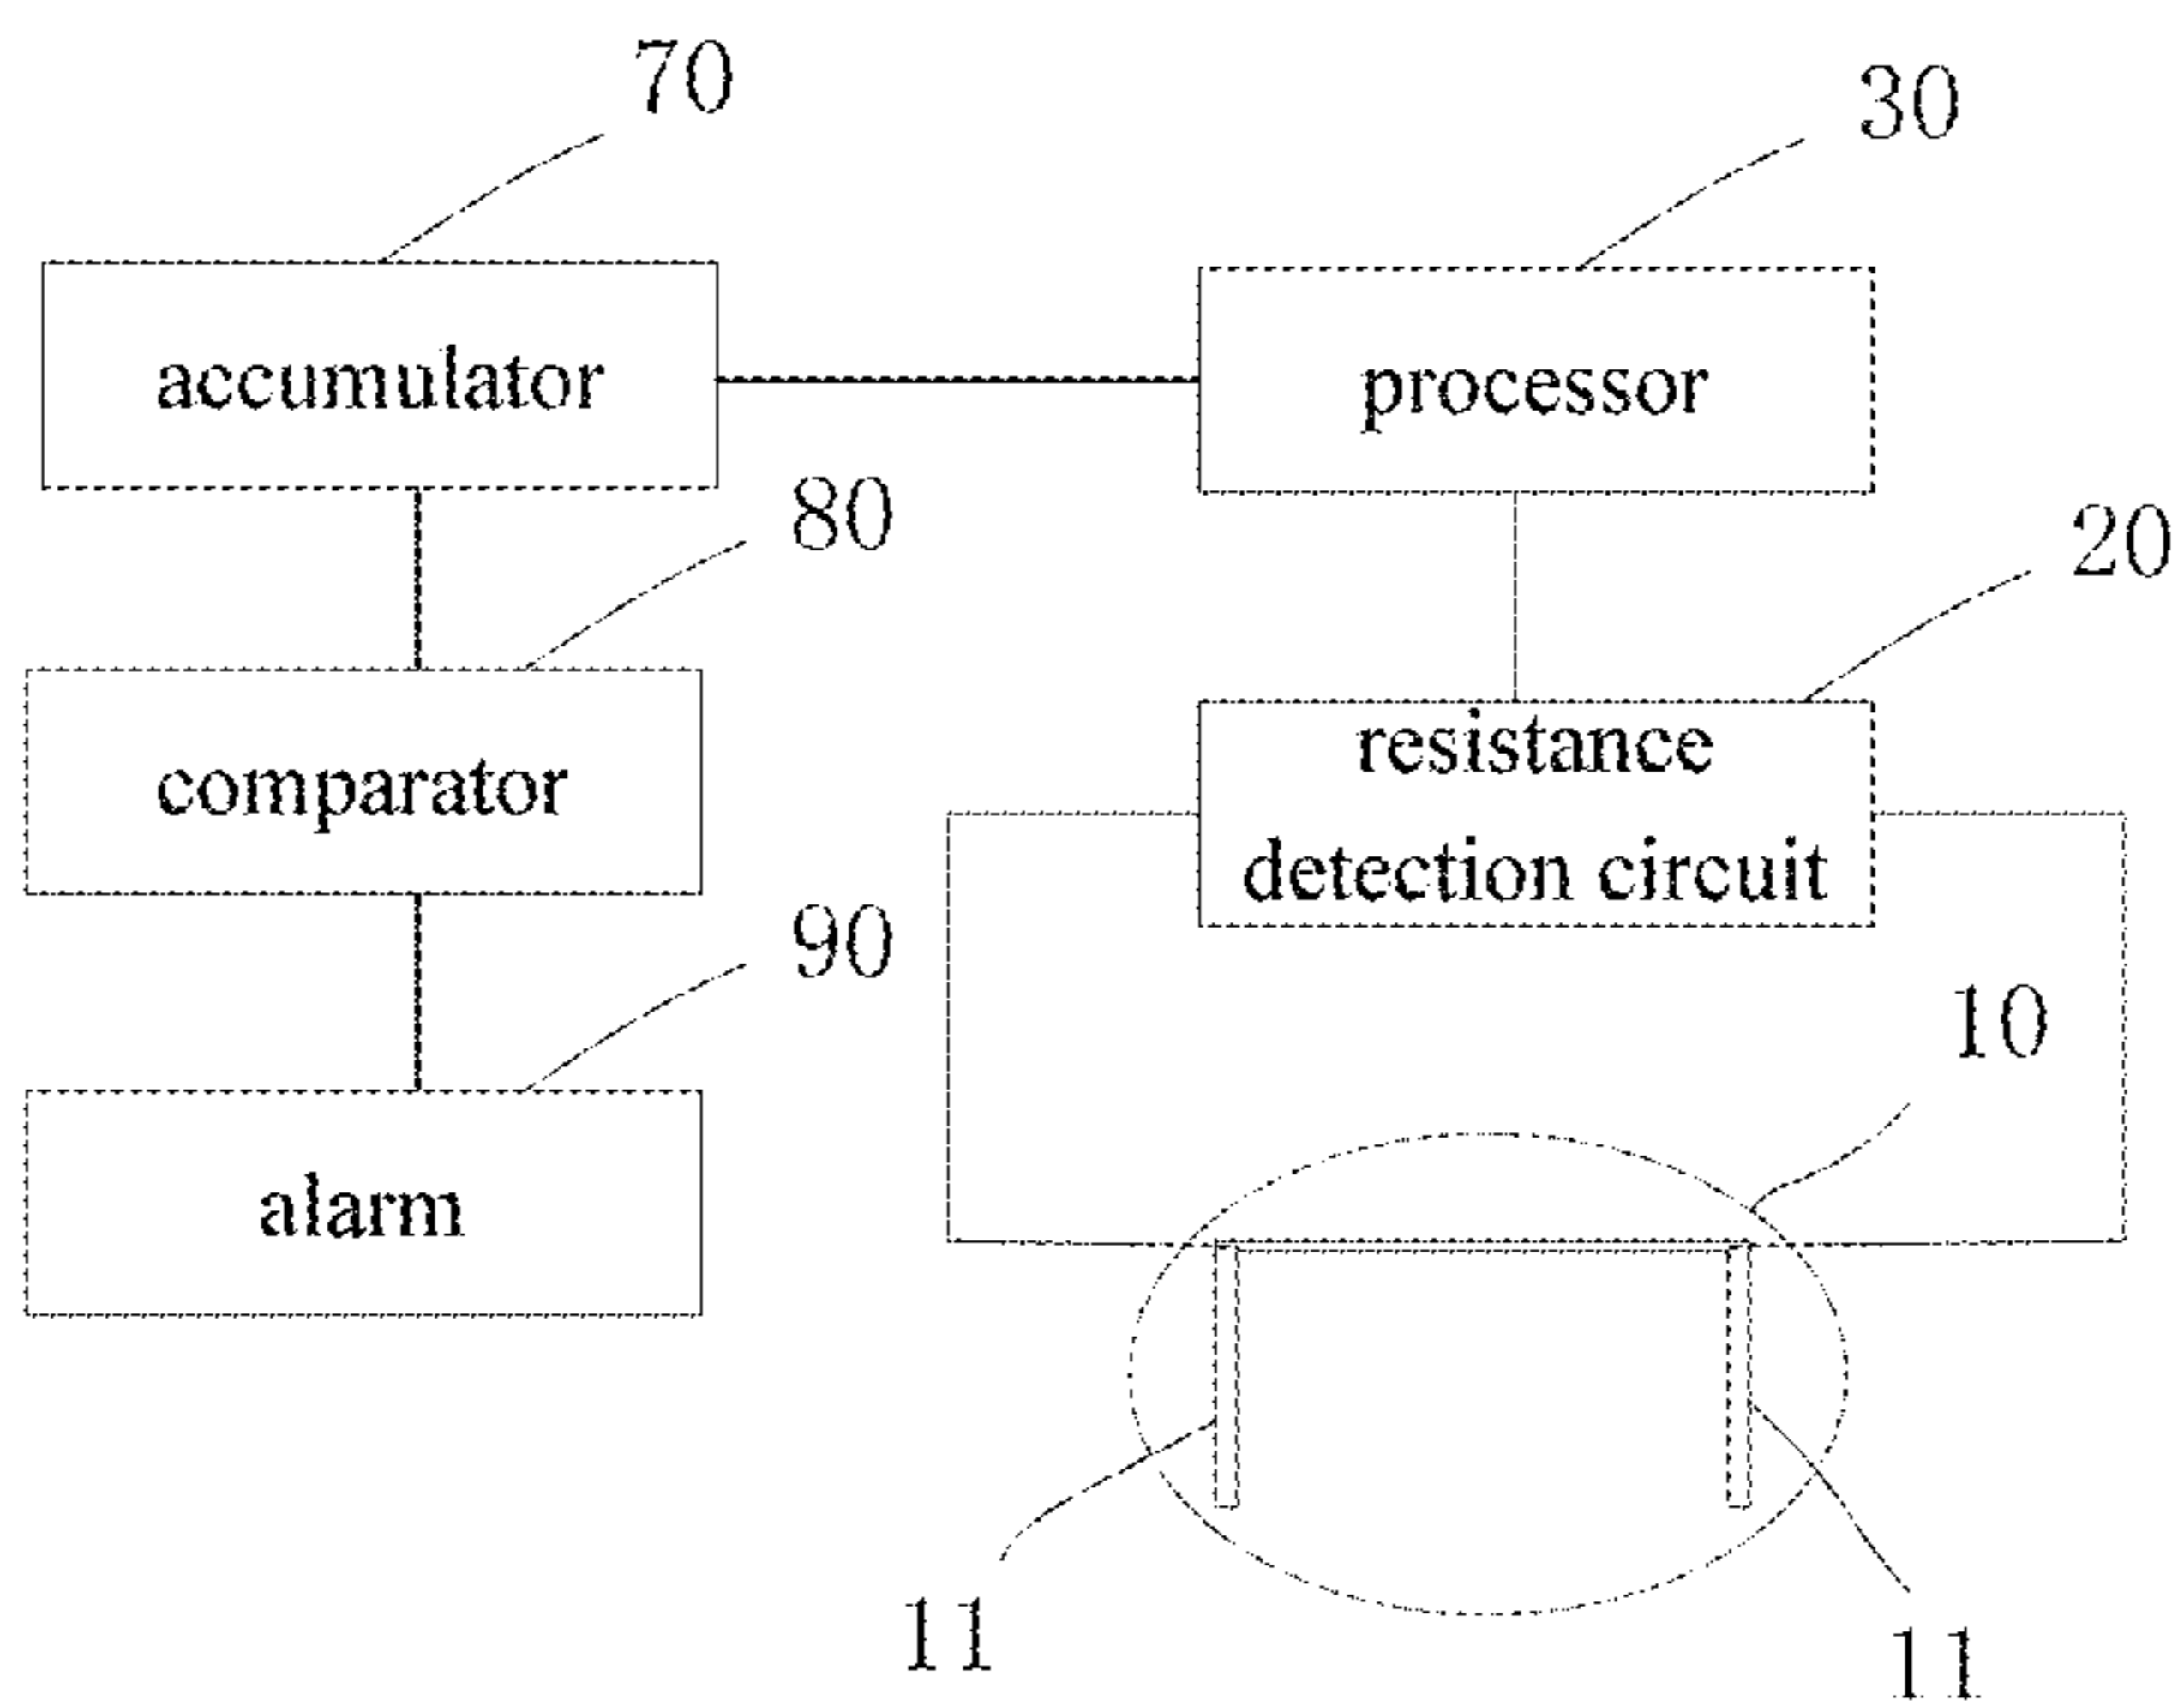 70
30
accumulator
processor
80
20
comparator
resistance
detection circuit
90
10
alarm
11
11